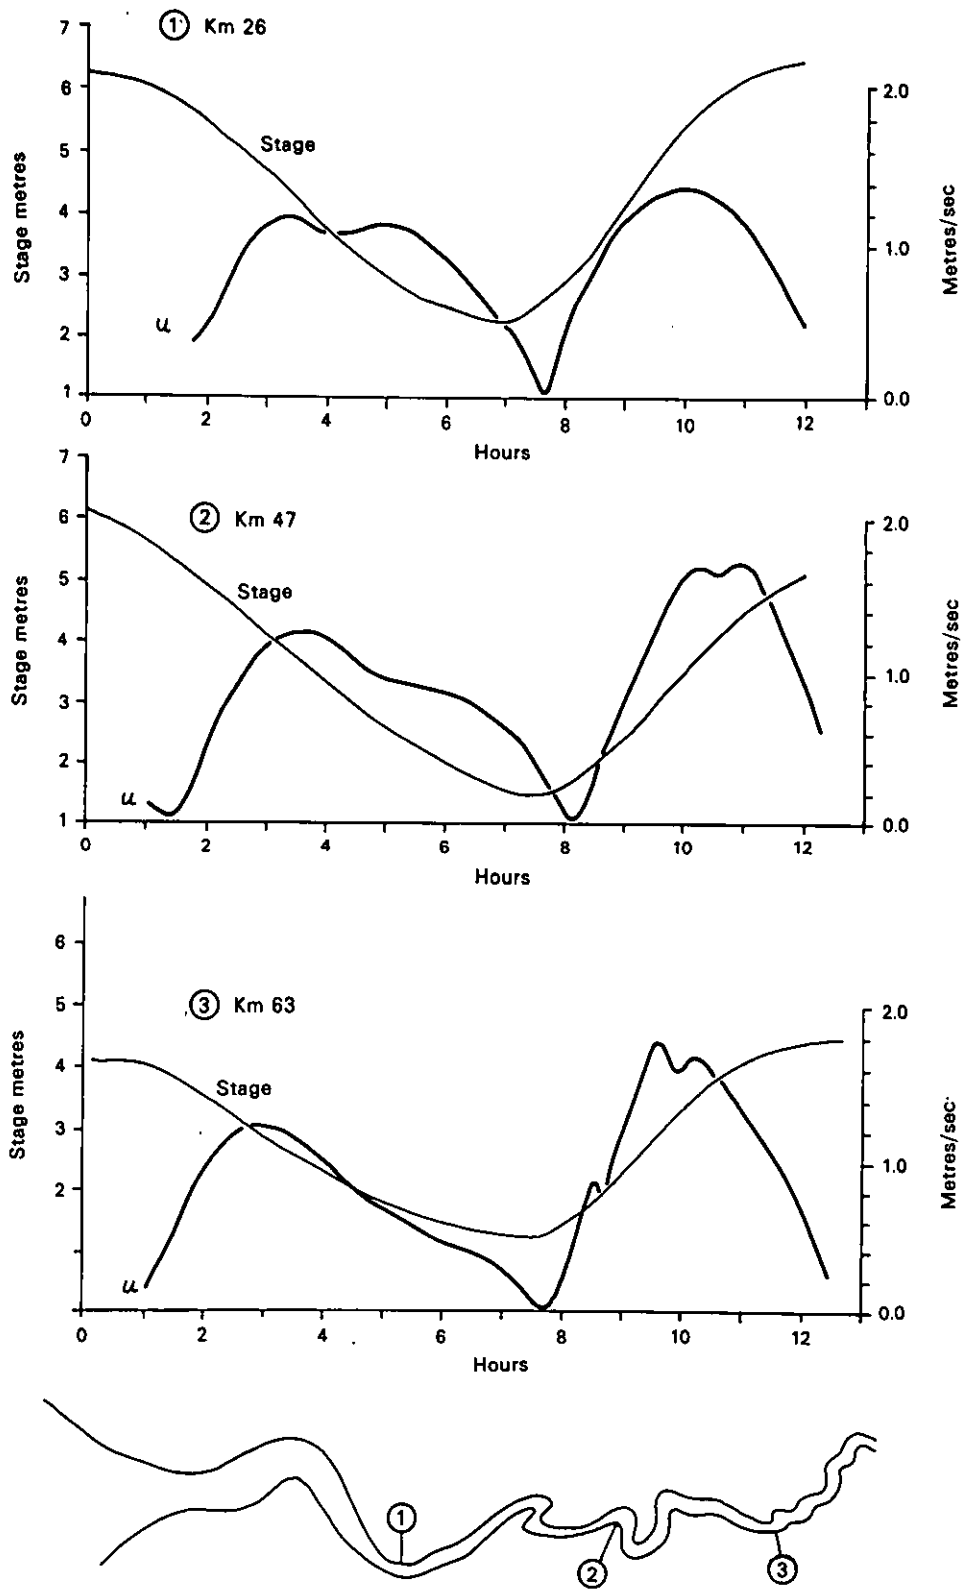 ① Km 26
7
6
5
4
3
2
1
Stage metres
Stage
u
2.0
1.0
0.0
Metres/sec
0 2 4 6 8 10 12
Hours
② Km 47
7
6
5
4
3
2
1
Stage metres
Stage
u
2.0
1.0
0.0
Metres/sec
0 2 4 6 8 10 12
Hours
③ Km 63
6
5
4
3
2
Stage metres
Stage
u
2.0
1.0
0.0
Metres/sec
0 2 4 6 8 10 12
Hours
①
②
③